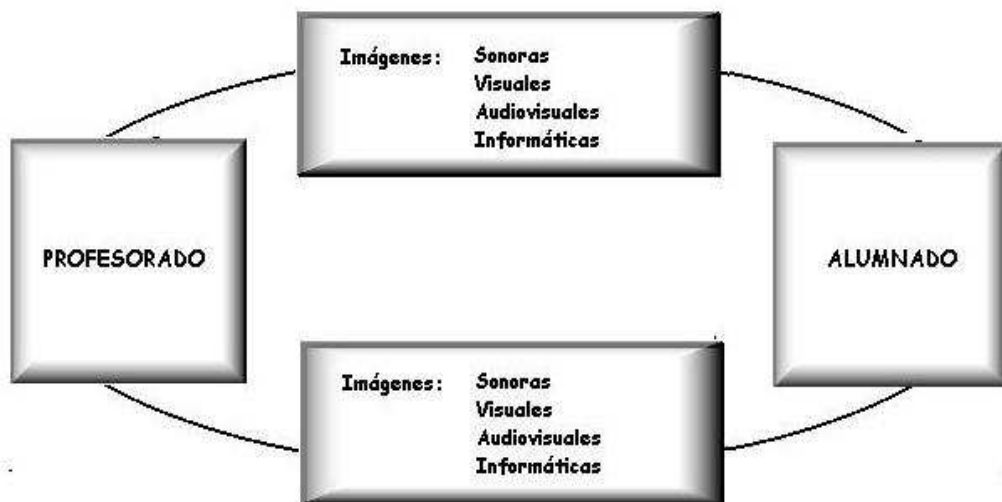 Imágenes: Sonoras
Visuales
Audiovisuales
Informáticas
PROFESORADO
ALUMNADO
Imágenes: Sonoras
Visuales
Audiovisuales
Informáticas